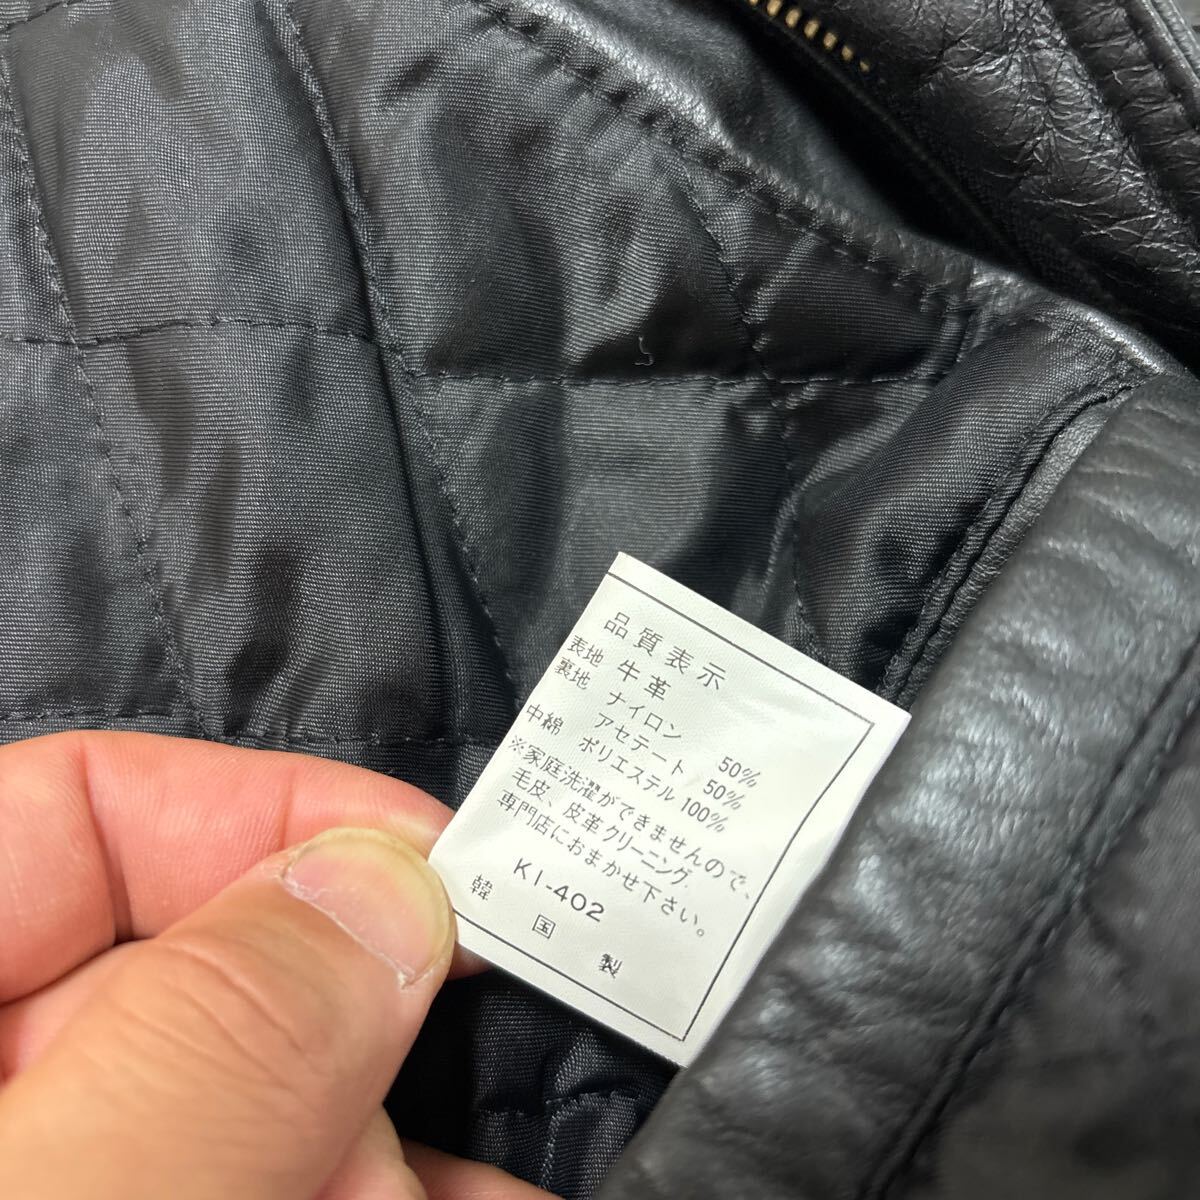 品質表示
表地 牛革
裏地 ナイロン 50%
アセテート 50%
中綿 ポリエステル 100%
※家庭洗濯ができませんので、
毛皮、皮革クリーニング
専門店におまかせ下さい。
KI-402
韓国製